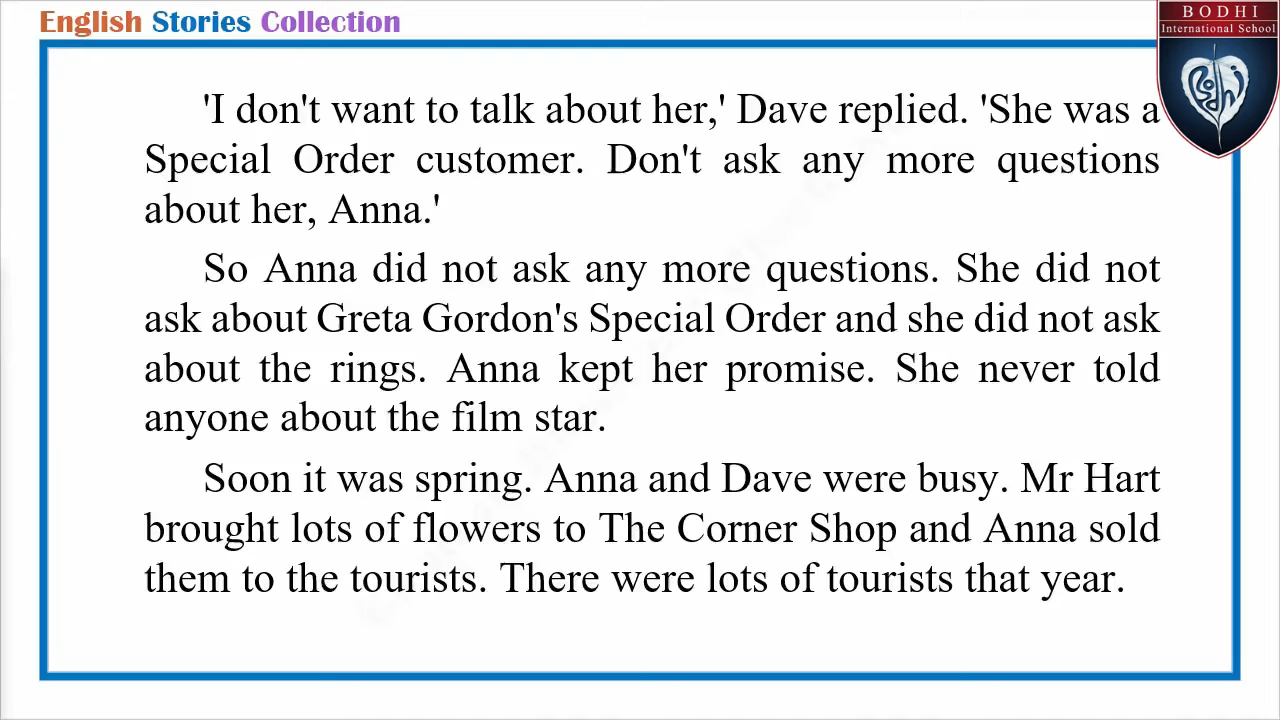 English Stories Collection
BODHI
International School
Bodhi
'I don't want to talk about her,' Dave replied. 'She was a
Special Order customer. Don't ask any more questions
about her, Anna.'
So Anna did not ask any more questions. She did not
ask about Greta Gordon's Special Order and she did not ask
about the rings. Anna kept her promise. She never told
anyone about the film star.
Soon it was spring. Anna and Dave were busy. Mr Hart
brought lots of flowers to The Corner Shop and Anna sold
them to the tourists. There were lots of tourists that year.